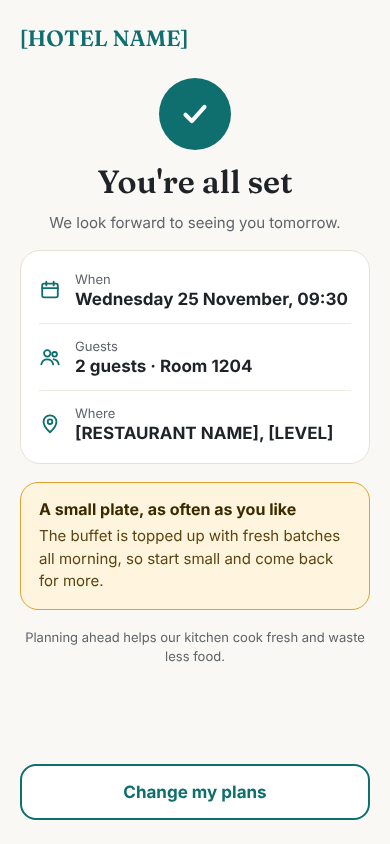 [HOTEL NAME]
You're all set
We look forward to seeing you tomorrow.
When
Wednesday 25 November, 09:30
Guests
2 guests · Room 1204
Where
[RESTAURANT NAME, [LEVEL]
A small plate, as often as you like
The buffet is topped up with fresh batches
all morning, so start small and come back
for more.
Planning ahead helps our kitchen cook fresh and waste
less food.
Change my plans